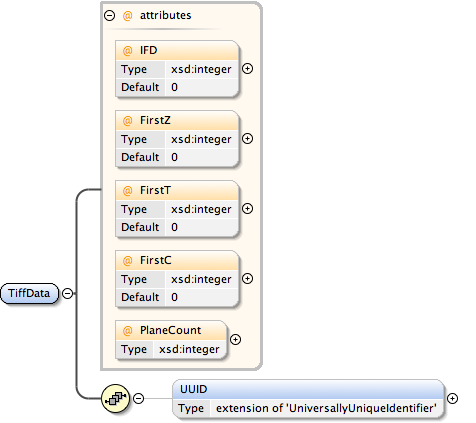 @ attributes
@ IFD
Type xsd:integer
Default 0
@ FirstZ
Type xsd:integer
Default 0
@ FirstT
Type xsd:integer
Default 0
@ FirstC
Type xsd:integer
Default 0
TiffData
@ PlaneCount
Type xsd:integer
UUID
Type extension of 'UniversallyUniqueIdentifier'